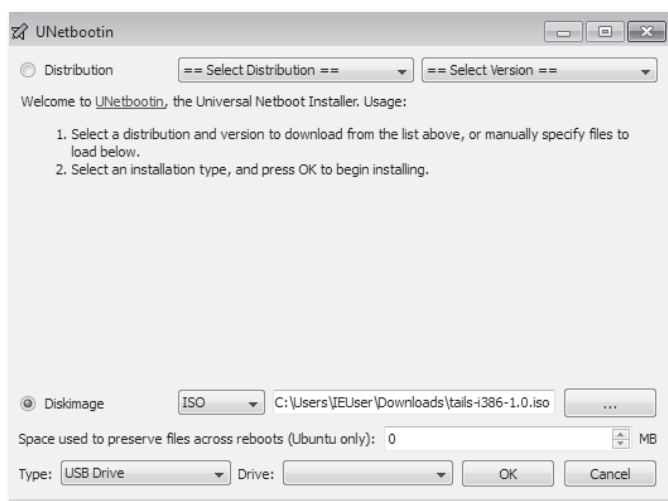 UNetbootin
Distribution == Select Distribution == == Select Version ==
Welcome to UNetbootin, the Universal Netboot Installer. Usage:
1. Select a distribution and version to download from the list above, or manually specify files to
load below.
2. Select an installation type, and press OK to begin installing.
Diskimage ISO C:\Users\IEUser\Downloads\tails-i386-1.0.iso ...
Space used to preserve files across reboots (Ubuntu only): 0 MB
Type: USB Drive Drive: OK Cancel